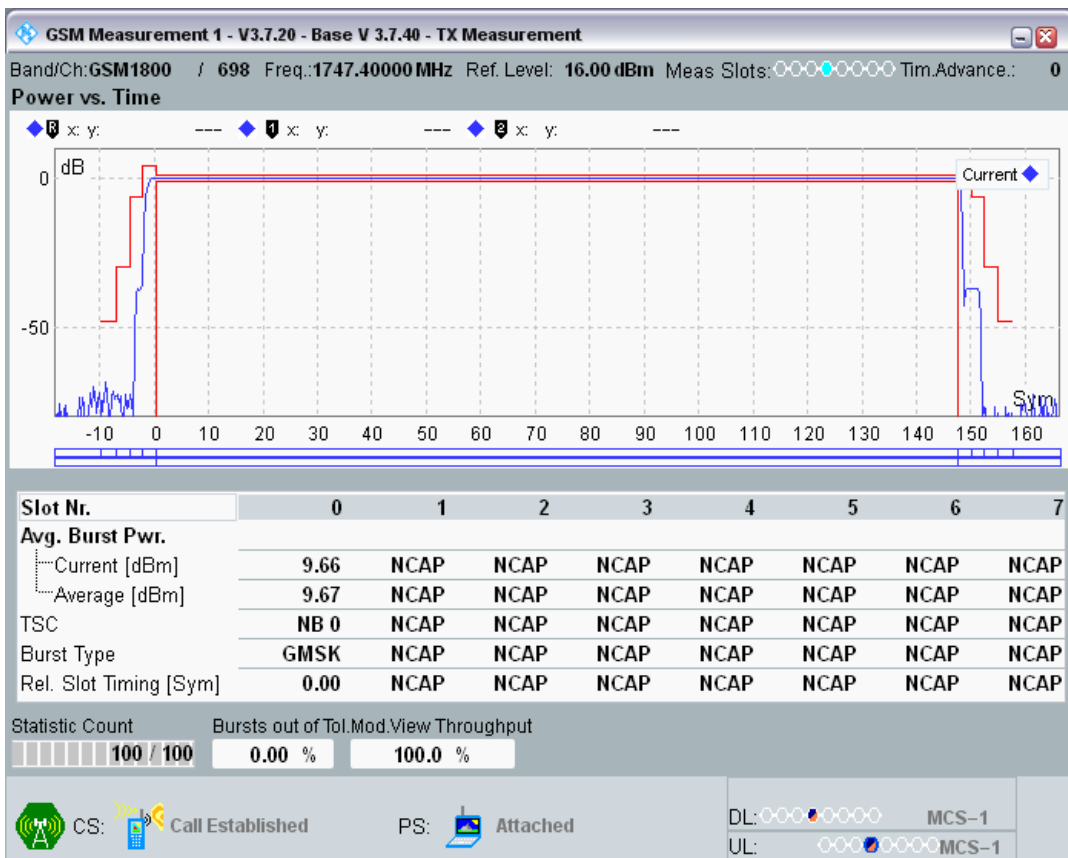 GSM Measurement 1 - V3.7.20 - Base V 3.7.40 - TX Measurement
Band/Ch:GSM1800 / 698 Freq.:1747.40000 MHz Ref. Level: 16.00 dBm Meas Slots: Tim.Advance.: 0
Power vs. Time
R x: y: --- 1 x: y: --- 2 x: y: ---
dB
Current
0
-50
Sym
-10 0 10 20 30 40 50 60 70 80 90 100 110 120 130 140 150 160
Slot Nr. 0 1 2 3 4 5 6 7
Avg. Burst Pwr.
Current [dBm] 9.66 NCAP NCAP NCAP NCAP NCAP NCAP NCAP
Average [dBm] 9.67 NCAP NCAP NCAP NCAP NCAP NCAP NCAP
TSC NB 0 NCAP NCAP NCAP NCAP NCAP NCAP NCAP
Burst Type GMSK NCAP NCAP NCAP NCAP NCAP NCAP NCAP
Rel. Slot Timing [Sym] 0.00 NCAP NCAP NCAP NCAP NCAP NCAP NCAP
Statistic Count Bursts out of Tol.Mod.View Throughput
100 / 100 0.00 % 100.0 %
CS: Call Established PS: Attached DL: MCS-1
UL: MCS-1